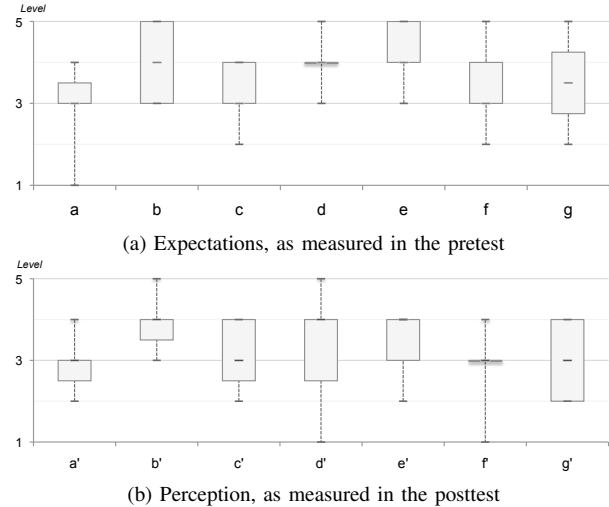 Level
5
3
1
a b c d e f g
(a) Expectations, as measured in the pretest
Level
5
3
1
a' b' c' d' e' f' g'
(b) Perception, as measured in the posttest